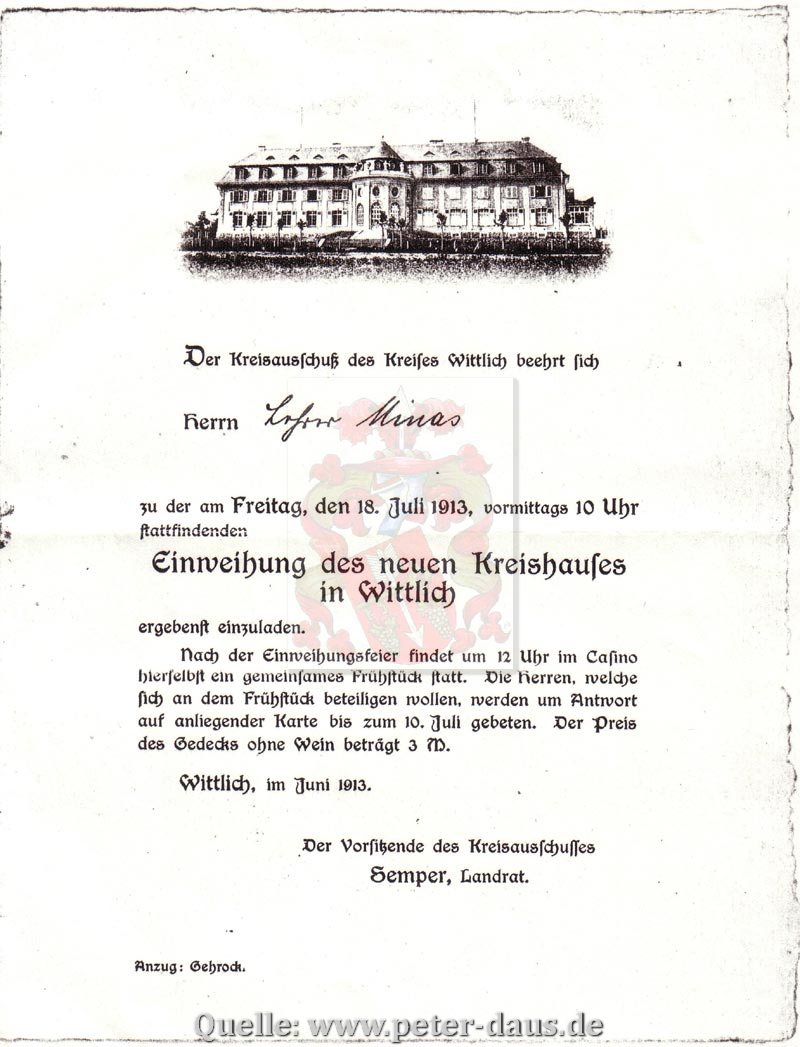 Der Kreisausschuß des Kreises Wittlich beehrt sich
Herrn Lehrer Minas
zu der am Freitag, den 18. Juli 1913, vormittags 10 Uhr
stattfindenden
Einweihung des neuen Kreishauses
in Wittlich
ergebenst einzuladen.
Nach der Einweihungsfeier findet um 12 Uhr im Casino
hierselbst ein gemeinsames Frühstück statt. Die Herren, welche
sich an dem Frühstück beteiligen wollen, werden um Antwort
auf anliegender Karte bis zum 10. Juli gebeten. Der Preis
des Gedecks ohne Wein beträgt 3 M.
Wittlich, im Juni 1913.
Der Vorsitzende des Kreisausschusses
Semper, Landrat.
Anzug: Gehrock.
Quelle: www.peter-daus.de